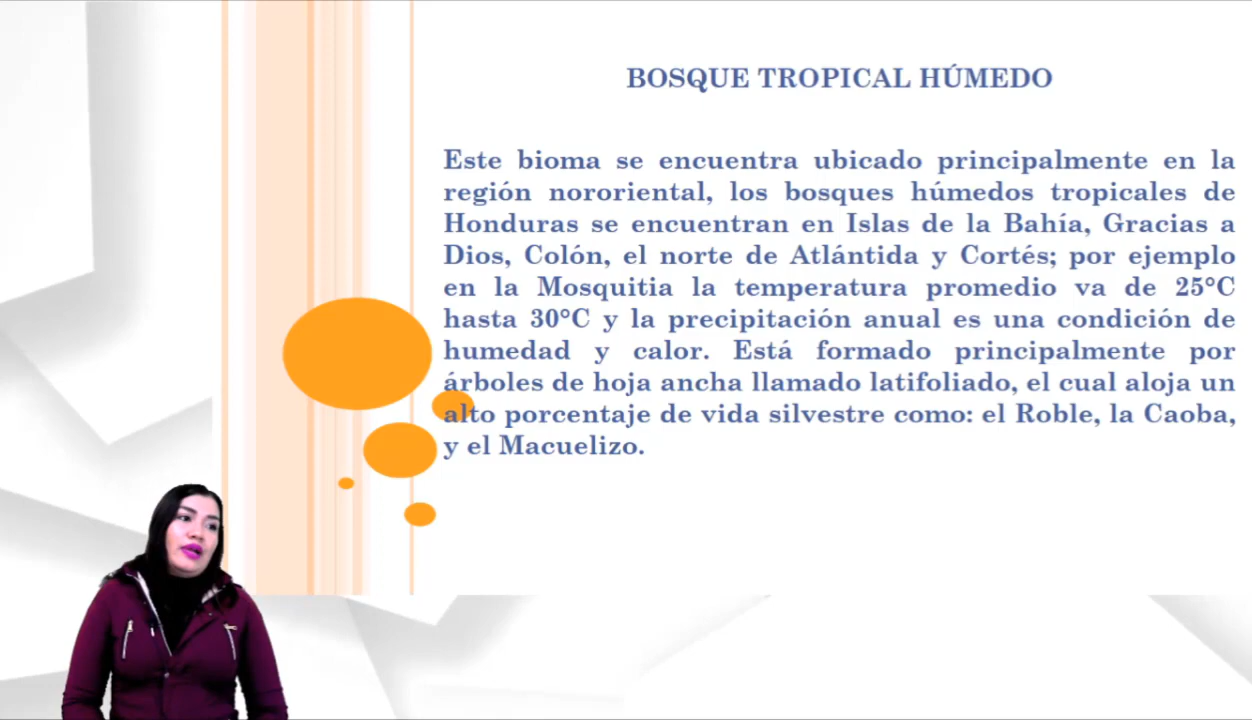 BOSQUE TROPICAL HÚMEDO
Este bioma se encuentra ubicado principalmente en la
región nororiental, los bosques húmedos tropicales de
Honduras se encuentran en Islas de la Bahía, Gracias a
Dios, Colón, el norte de Atlántida y Cortés; por ejemplo
en la Mosquitia la temperatura promedio va de 25°C
hasta 30°C y la precipitación anual es una condición de
humedad y calor. Está formado principalmente por
árboles de hoja ancha llamado latifoliado, el cual aloja un
alto porcentaje de vida silvestre como: el Roble, la Caoba,
y el Macuelizo.